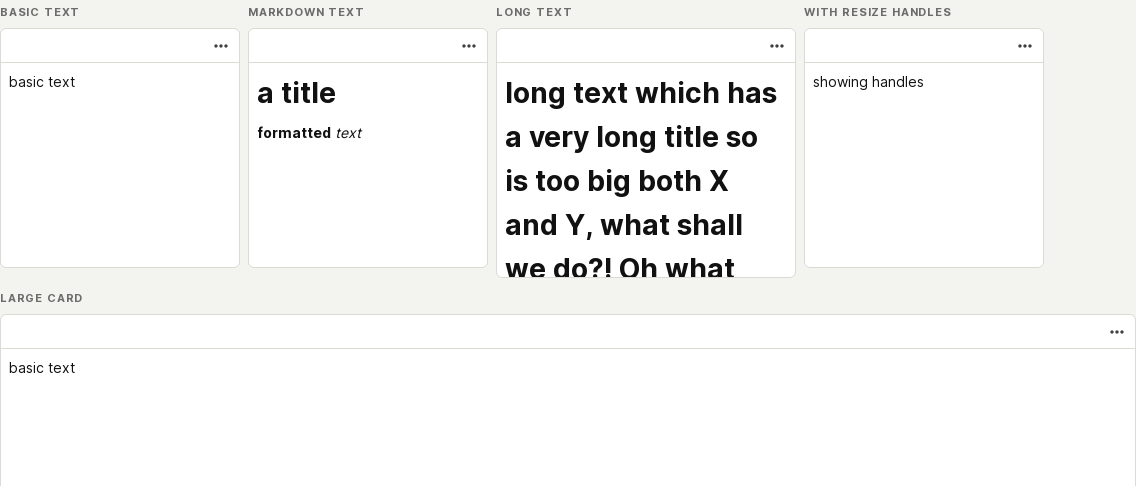 BASIC TEXT
basic text
MARKDOWN TEXT
a title
formatted text
LONG TEXT
long text which has
a very long title so
is too big both X
and Y, what shall
we do?! Oh what
WITH RESIZE HANDLES
showing handles
LARGE CARD
basic text